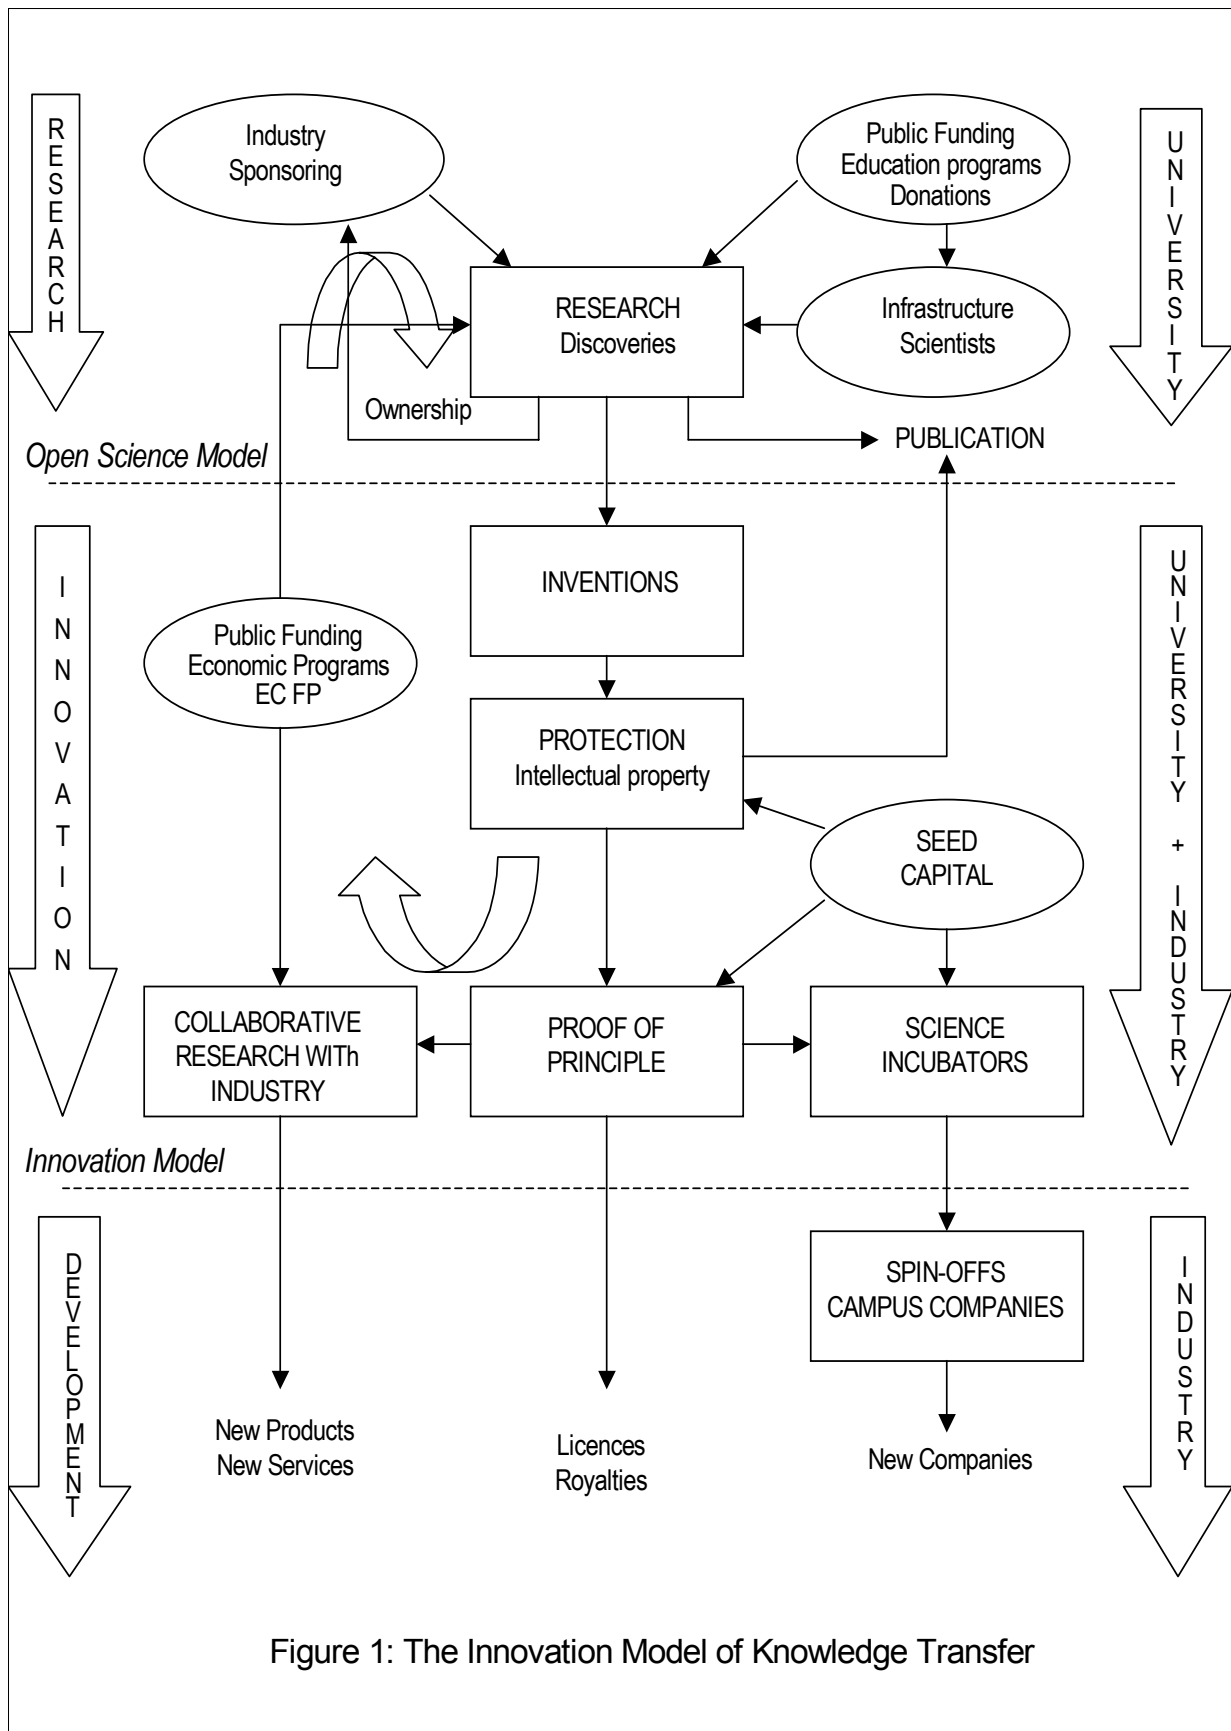 RESEARCH
Industry
Sponsoring
Public Funding
Education programs
Donations
UNIVERSITY
RESEARCH
Discoveries
Infrastructure
Scientists
Ownership
PUBLICATION
Open Science Model
INNOVATION
INVENTIONS
UNIVERSITY + INDUSTRY
Public Funding
Economic Programs
EC FP
PROTECTION
Intellectual property
SEED
CAPITAL
COLLABORATIVE
RESEARCH WITh
INDUSTRY
PROOF OF
PRINCIPLE
SCIENCE
INCUBATORS
Innovation Model
DEVELOPMENT
SPIN-OFFS
CAMPUS COMPANIES
INDUSTRY
New Products
New Services
Licences
Royalties
New Companies
Figure 1: The Innovation Model of Knowledge Transfer